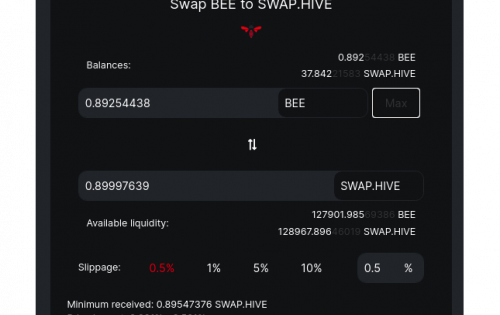 Swap BEE to SWAP.HIVE
Balances:
0.89254438 BEE
37.84221583 SWAP.HIVE
0.89254438 BEE Max
0.89997639 SWAP.HIVE
Available liquidity:
127901.98569386 BEE
128967.89646019 SWAP.HIVE
Slippage: 0.5% 1% 5% 10% 0.5 %
Minimum received: 0.89547376 SWAP.HIVE